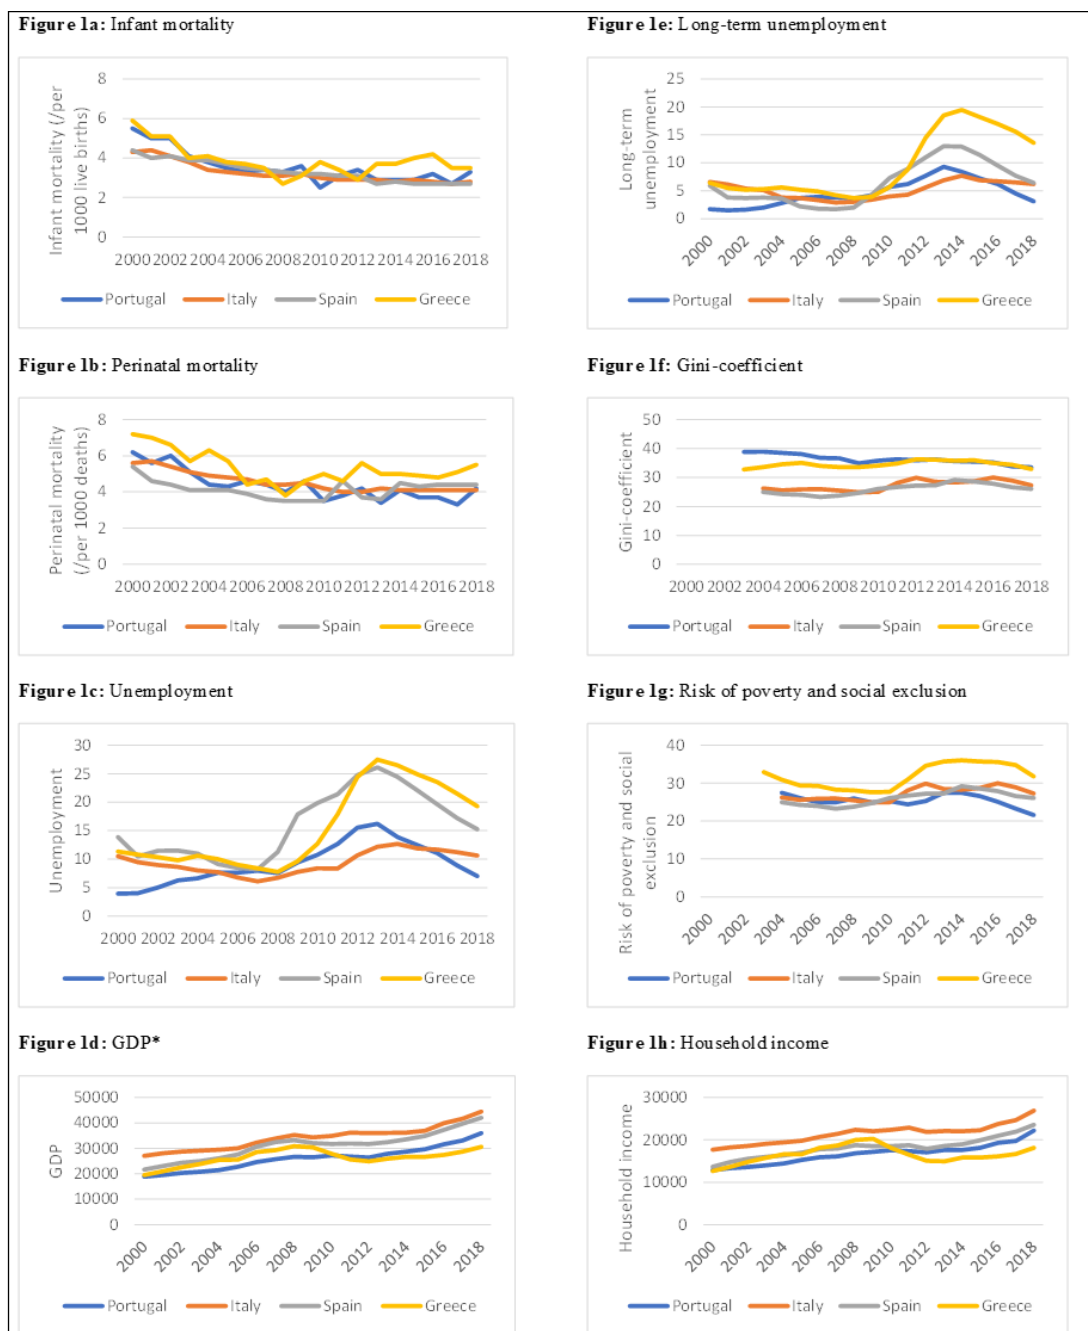 Figure 1a: Infant mortality
Infant mortality (/per
1000 live births)
8
6
4
2
0
2000 2002 2004 2006 2008 2010 2012 2014 2016 2018
Portugal Italy Spain Greece
Figure 1e: Long-term unemployment
Long-term
unemployment
25
20
15
10
5
0
2000 2002 2004 2006 2008 2010 2012 2014 2016 2018
Portugal Italy Spain Greece
Figure 1b: Perinatal mortality
Perinatal mortality
(/per 1000 deaths)
8
6
4
2
0
2000 2002 2004 2006 2008 2010 2012 2014 2016 2018
Portugal Italy Spain Greece
Figure 1f: Gini-coefficient
Gini-coefficient
50
40
30
20
10
0
2000 2002 2004 2006 2008 2010 2012 2014 2016 2018
Portugal Italy Spain Greece
Figure 1c: Unemployment
Unemployment
30
25
20
15
10
5
0
2000 2002 2004 2006 2008 2010 2012 2014 2016 2018
Portugal Italy Spain Greece
Figure 1g: Risk of poverty and social exclusion
Risk of poverty and social
exclusion
40
30
20
10
0
2000 2002 2004 2006 2008 2010 2012 2014 2016 2018
Portugal Italy Spain Greece
Figure 1d: GDP*
GDP
50000
40000
30000
20000
10000
0
2000 2002 2004 2006 2008 2010 2012 2014 2016 2018
Portugal Italy Spain Greece
Figure 1h: Household income
Household income
30000
20000
10000
0
2000 2002 2004 2006 2008 2010 2012 2014 2016 2018
Portugal Italy Spain Greece